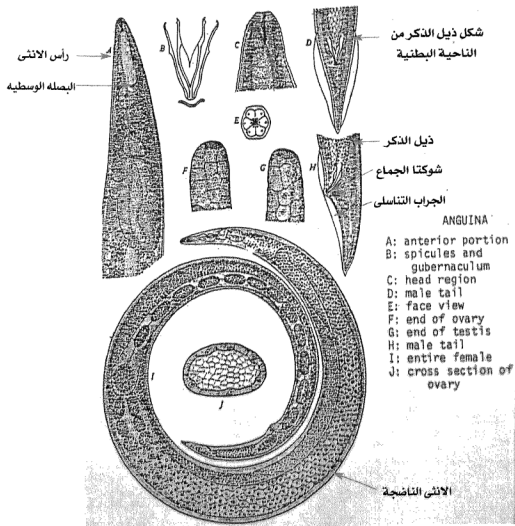 A
رأس الانثى
البصله الوسطيه
B
C
D
شكل ذيل الذكر من
الناحية البطنية
E
F
G
H
ذيل الذكر
شوكتا الجماع
الجراب التناسلى
ANGUINA
A: anterior portion
B: spicules and
gubernaculum
C: head region
D: male tail
E: face view
F: end of ovary
G: end of testis
H: male tail
I: entire female
J: cross section of
ovary
I
J
الانثى الناضجة